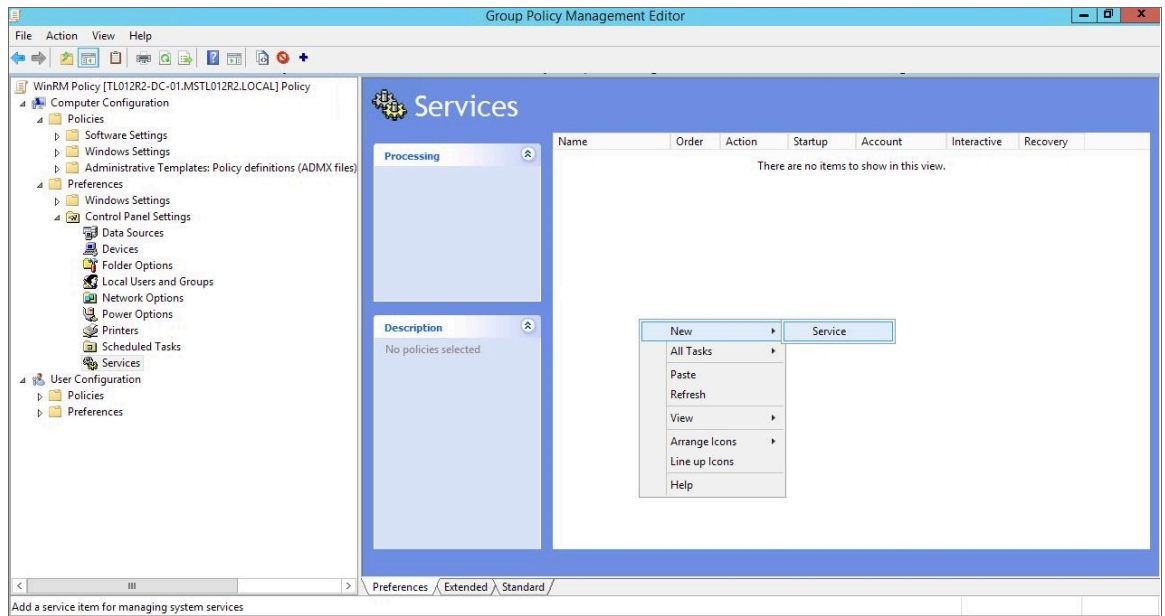 Group Policy Management Editor
File Action View Help
WinRM Policy [TL012R2-DC-01.MSTL012R2.LOCAL] Policy
Computer Configuration
Policies
Software Settings
Windows Settings
Administrative Templates: Policy definitions (ADMX files)
Preferences
Windows Settings
Control Panel Settings
Data Sources
Devices
Folder Options
Local Users and Groups
Network Options
Power Options
Printers
Scheduled Tasks
Services
User Configuration
Policies
Preferences
Services
Processing
Description
No policies selected
Name Order Action Startup Account Interactive Recovery
There are no items to show in this view.
New Service
All Tasks
Paste
Refresh
View
Arrange Icons
Line up Icons
Help
Preferences Extended Standard
Add a service item for managing system services